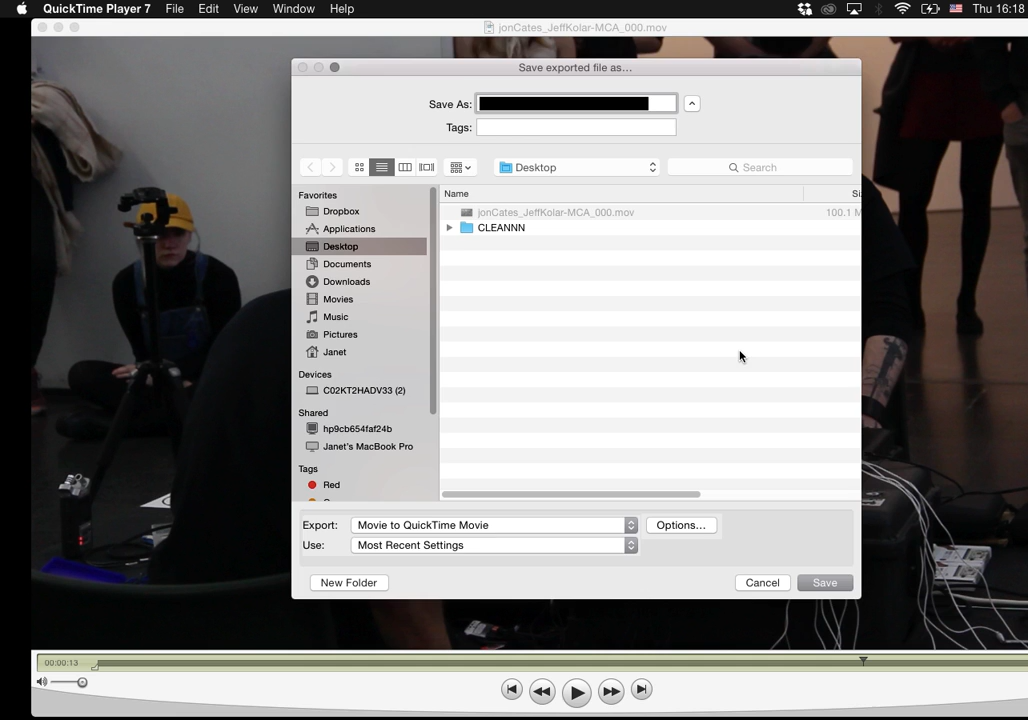 QuickTime Player 7 File Edit View Window Help Thu 16:18
jonCates_JeffKolar-MCA_000.mov
Save exported file as...
Save As:
Tags:
Desktop
Search
Favorites
Dropbox
Applications
Desktop
Documents
Downloads
Movies
Music
Pictures
Janet
Devices
C02KT2HADV33 (2)
Shared
hp9cb654faf24b
Janet's MacBook Pro
Tags
Red
Name
jonCates_JeffKolar-MCA_000.mov 100.1
CLEANNN
Export: Movie to QuickTime Movie Options...
Use: Most Recent Settings
New Folder Cancel Save
00:00:13